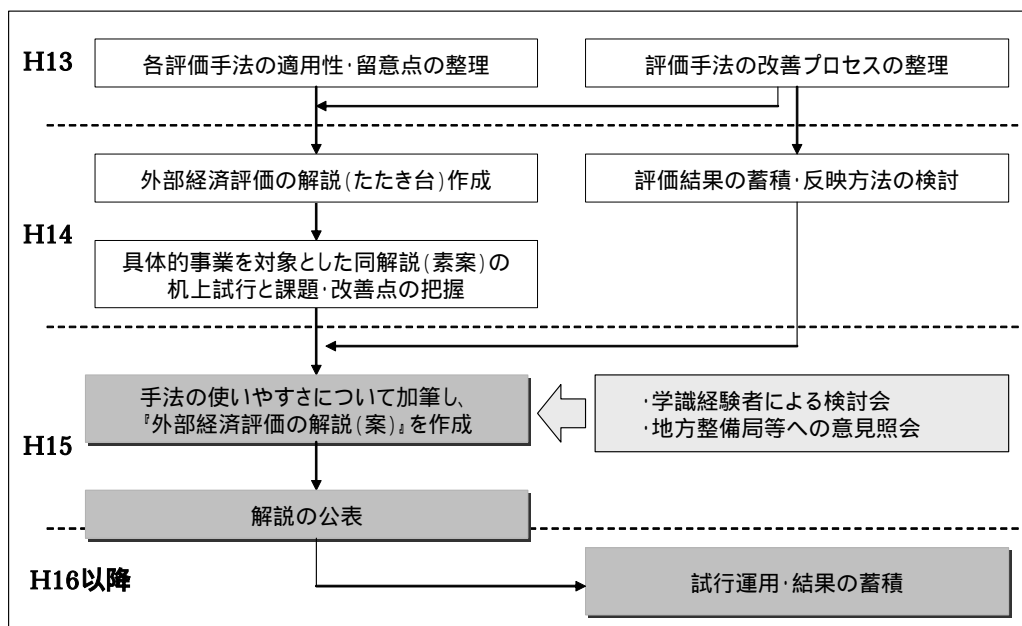 H13
各評価手法の適用性・留意点の整理
評価手法の改善プロセスの整理
H14
外部経済評価の解説(たたき台)作成
評価結果の蓄積・反映方法の検討
具体的事業を対象とした同解説(素案)の
机上試行と課題・改善点の把握
H15
手法の使いやすさについて加筆し、
『外部経済評価の解説(案)』を作成
・学識経験者による検討会
・地方整備局等への意見照会
解説の公表
H16以降
試行運用・結果の蓄積